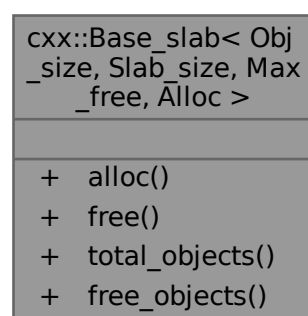 cxx::Base_slab< Obj
_size, Slab_size, Max
_free, Alloc >
+ alloc()
+ free()
+ total_objects()
+ free_objects()